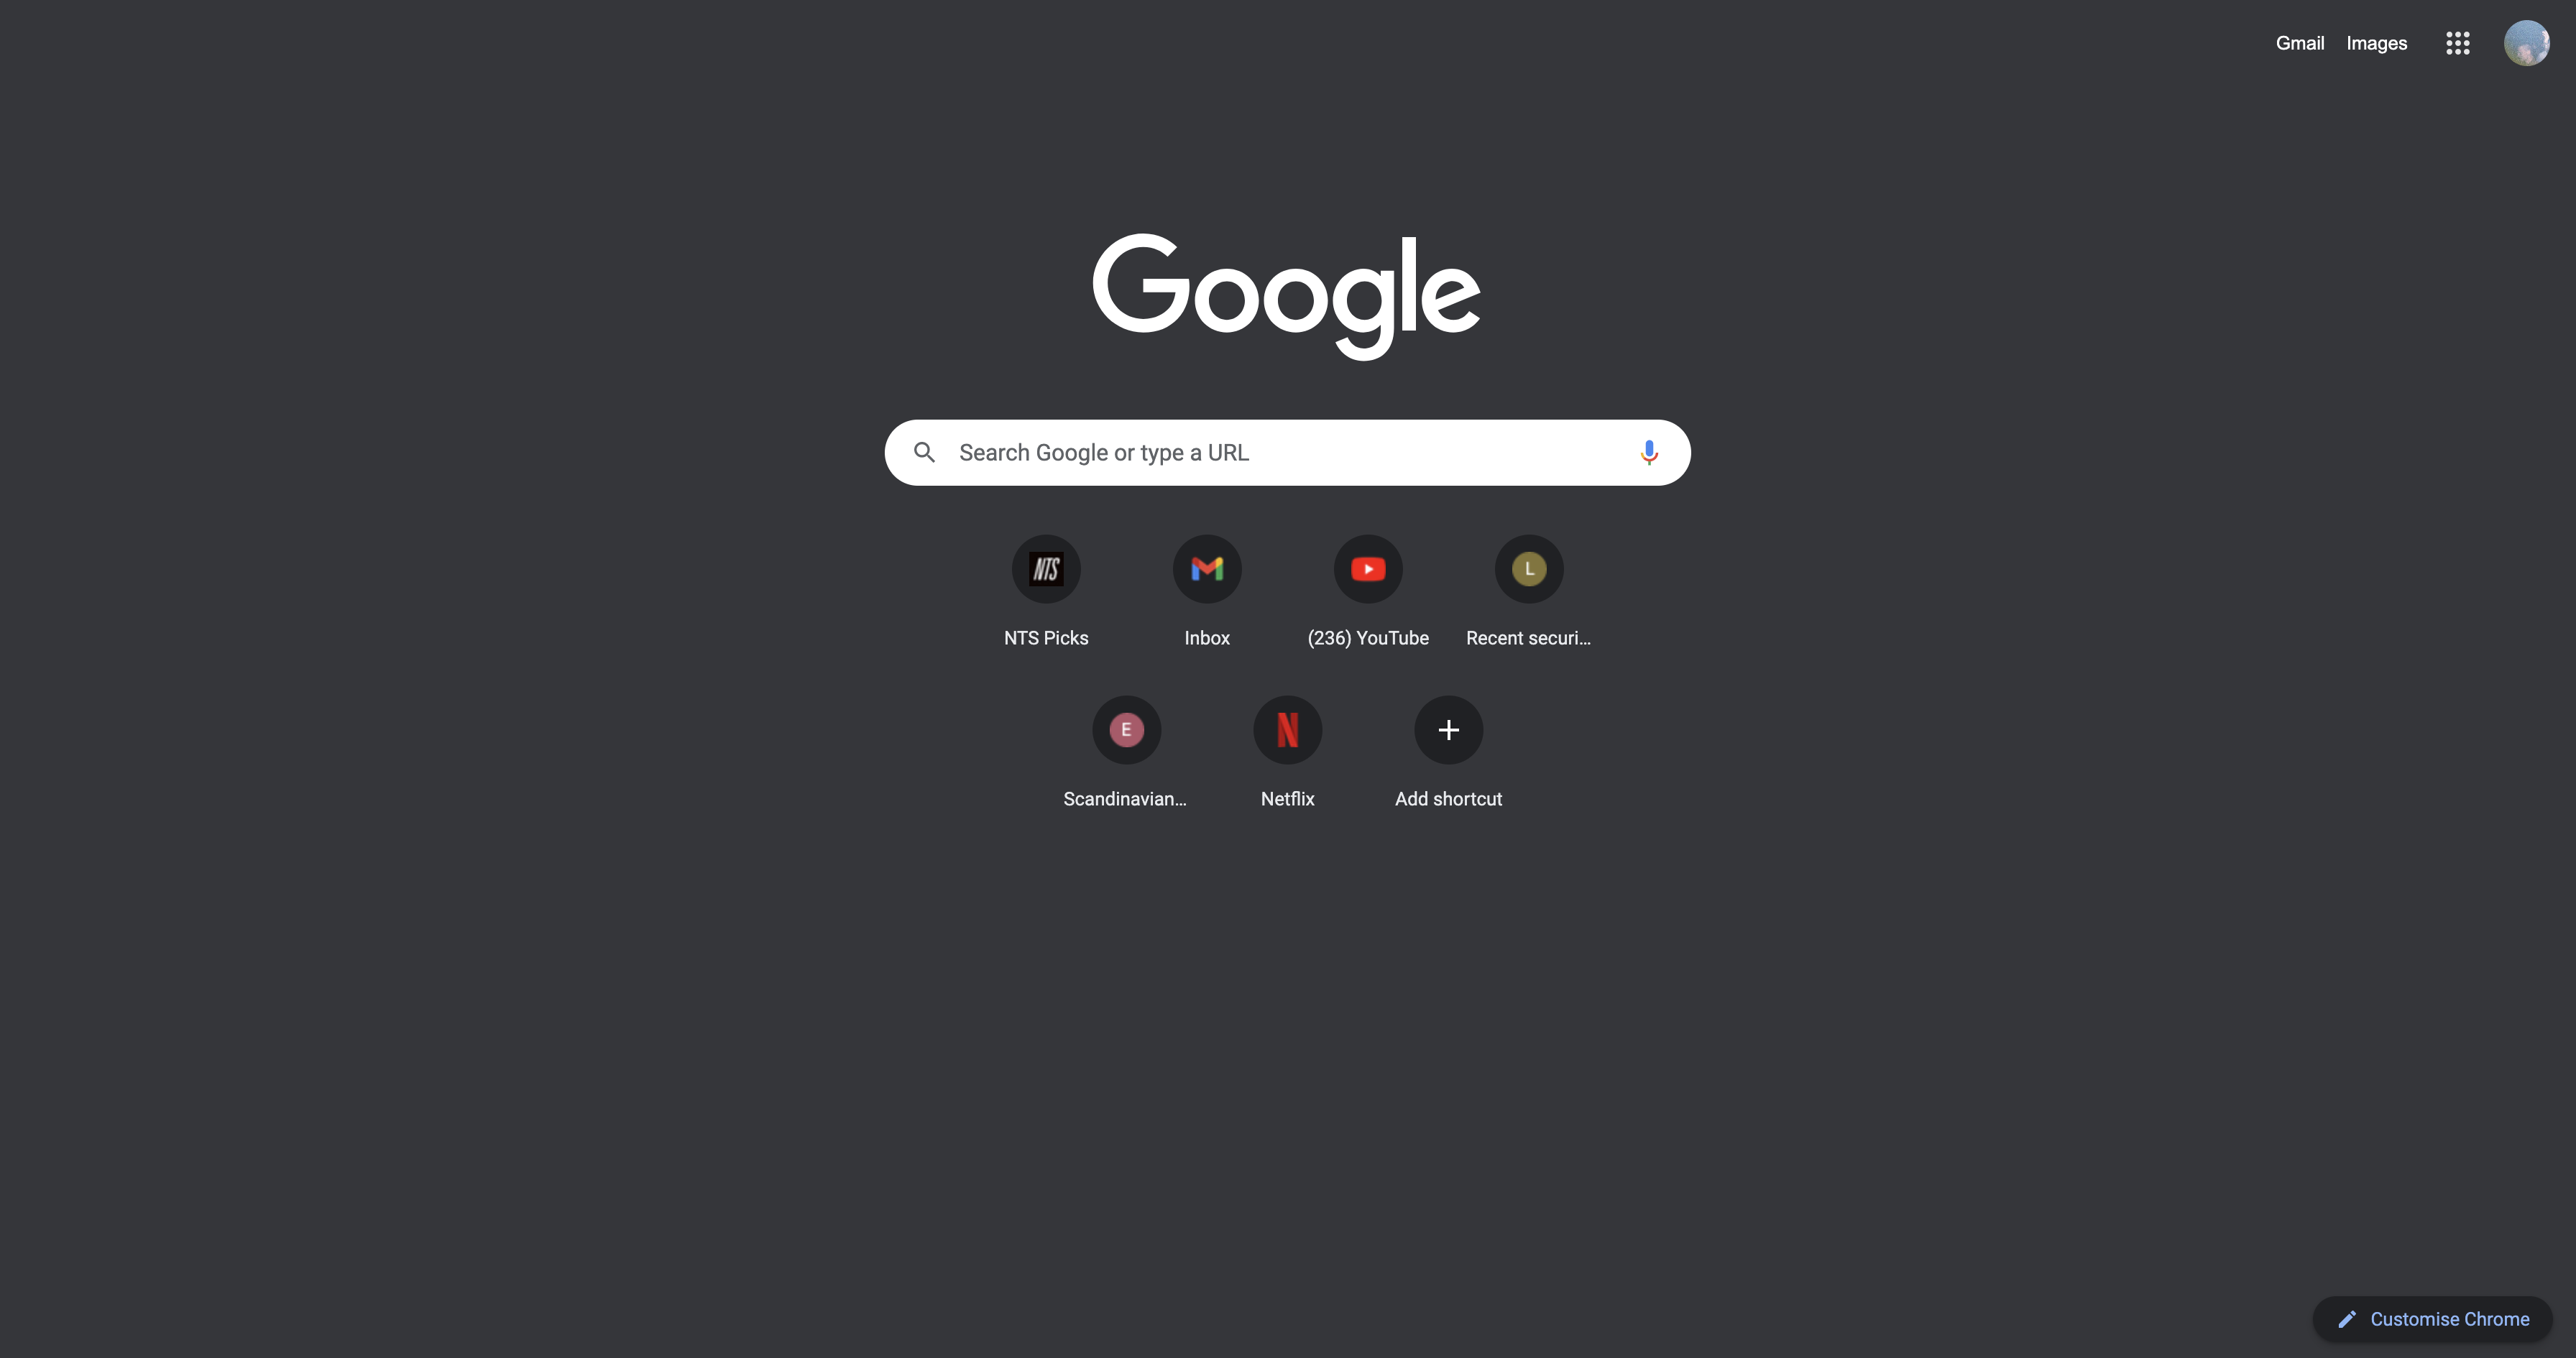 Gmail Images
Google
Search Google or type a URL
NTS
NTS Picks
Inbox
(236) YouTube
L
Recent securi...
E
Scandinavian...
N
Netflix
Add shortcut
Customise Chrome